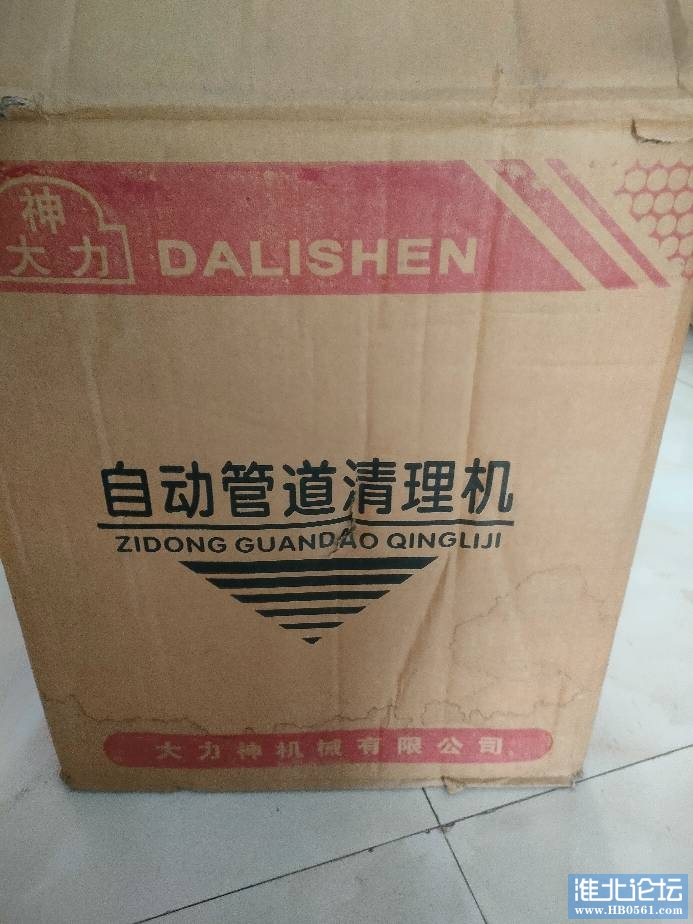 神
大力
DALISHEN
自动管道清理机
ZIDONG GUANDAO QINGLIJI
大力神机械有限公司
淮北论坛
www.HB0561.com